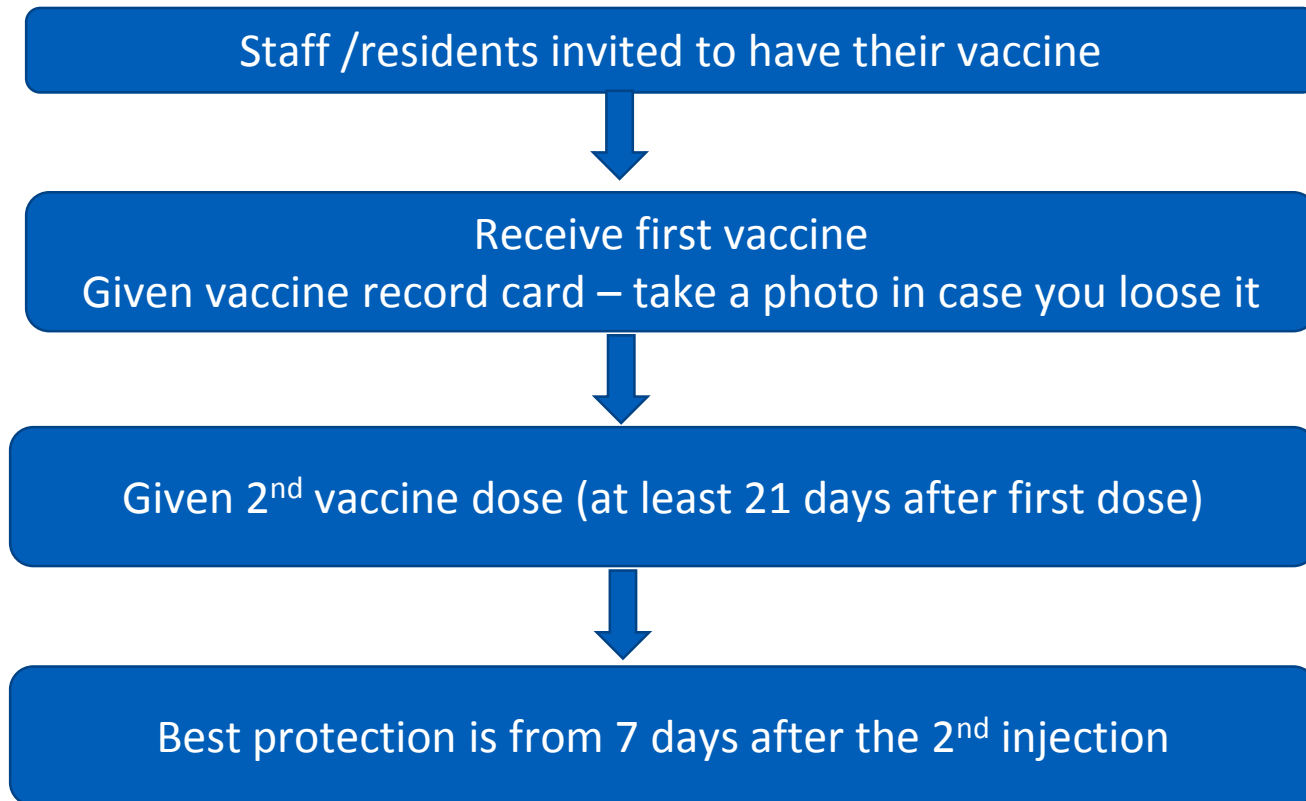 Staff /residents invited to have their vaccine
Receive first vaccine
Given vaccine record card – take a photo in case you loose it
Given 2nd vaccine dose (at least 21 days after first dose)
Best protection is from 7 days after the 2nd injection